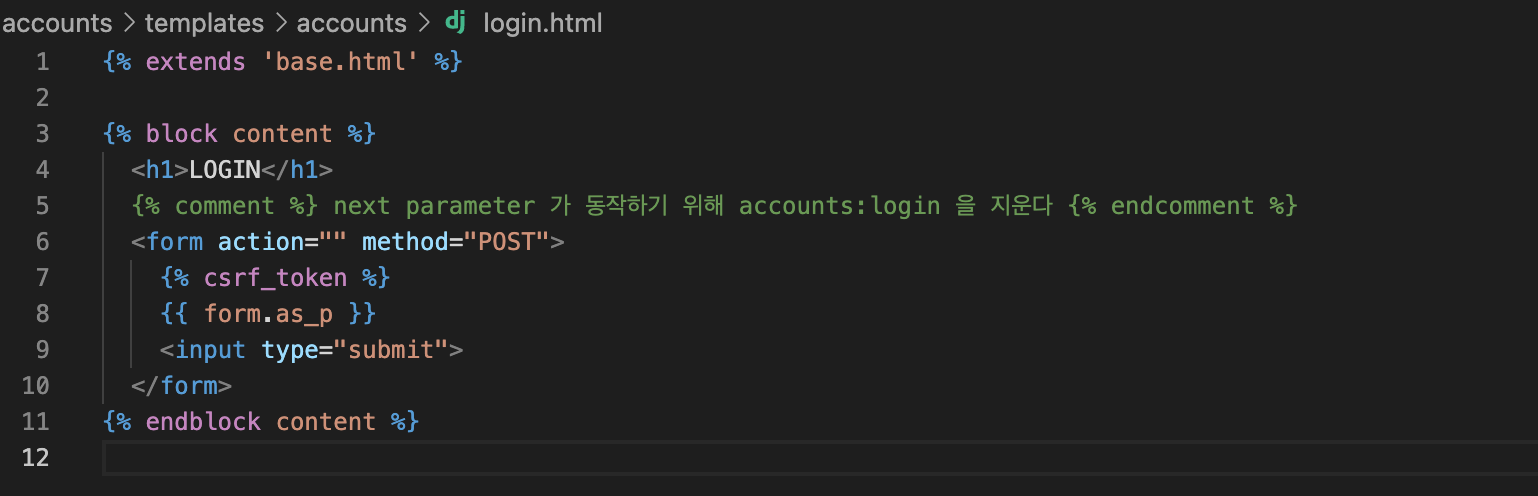 accounts > templates > accounts > dj login.html
1 {% extends 'base.html' %}
2
3 {% block content %}
4 <h1>LOGIN</h1>
5 {% comment %} next parameter 가 동작하기 위해 accounts:login 을 지운다 {% endcomment %}
6 <form action="" method="POST">
7 {% csrf_token %}
8 {{ form.as_p }}
9 <input type="submit">
10 </form>
11 {% endblock content %}
12